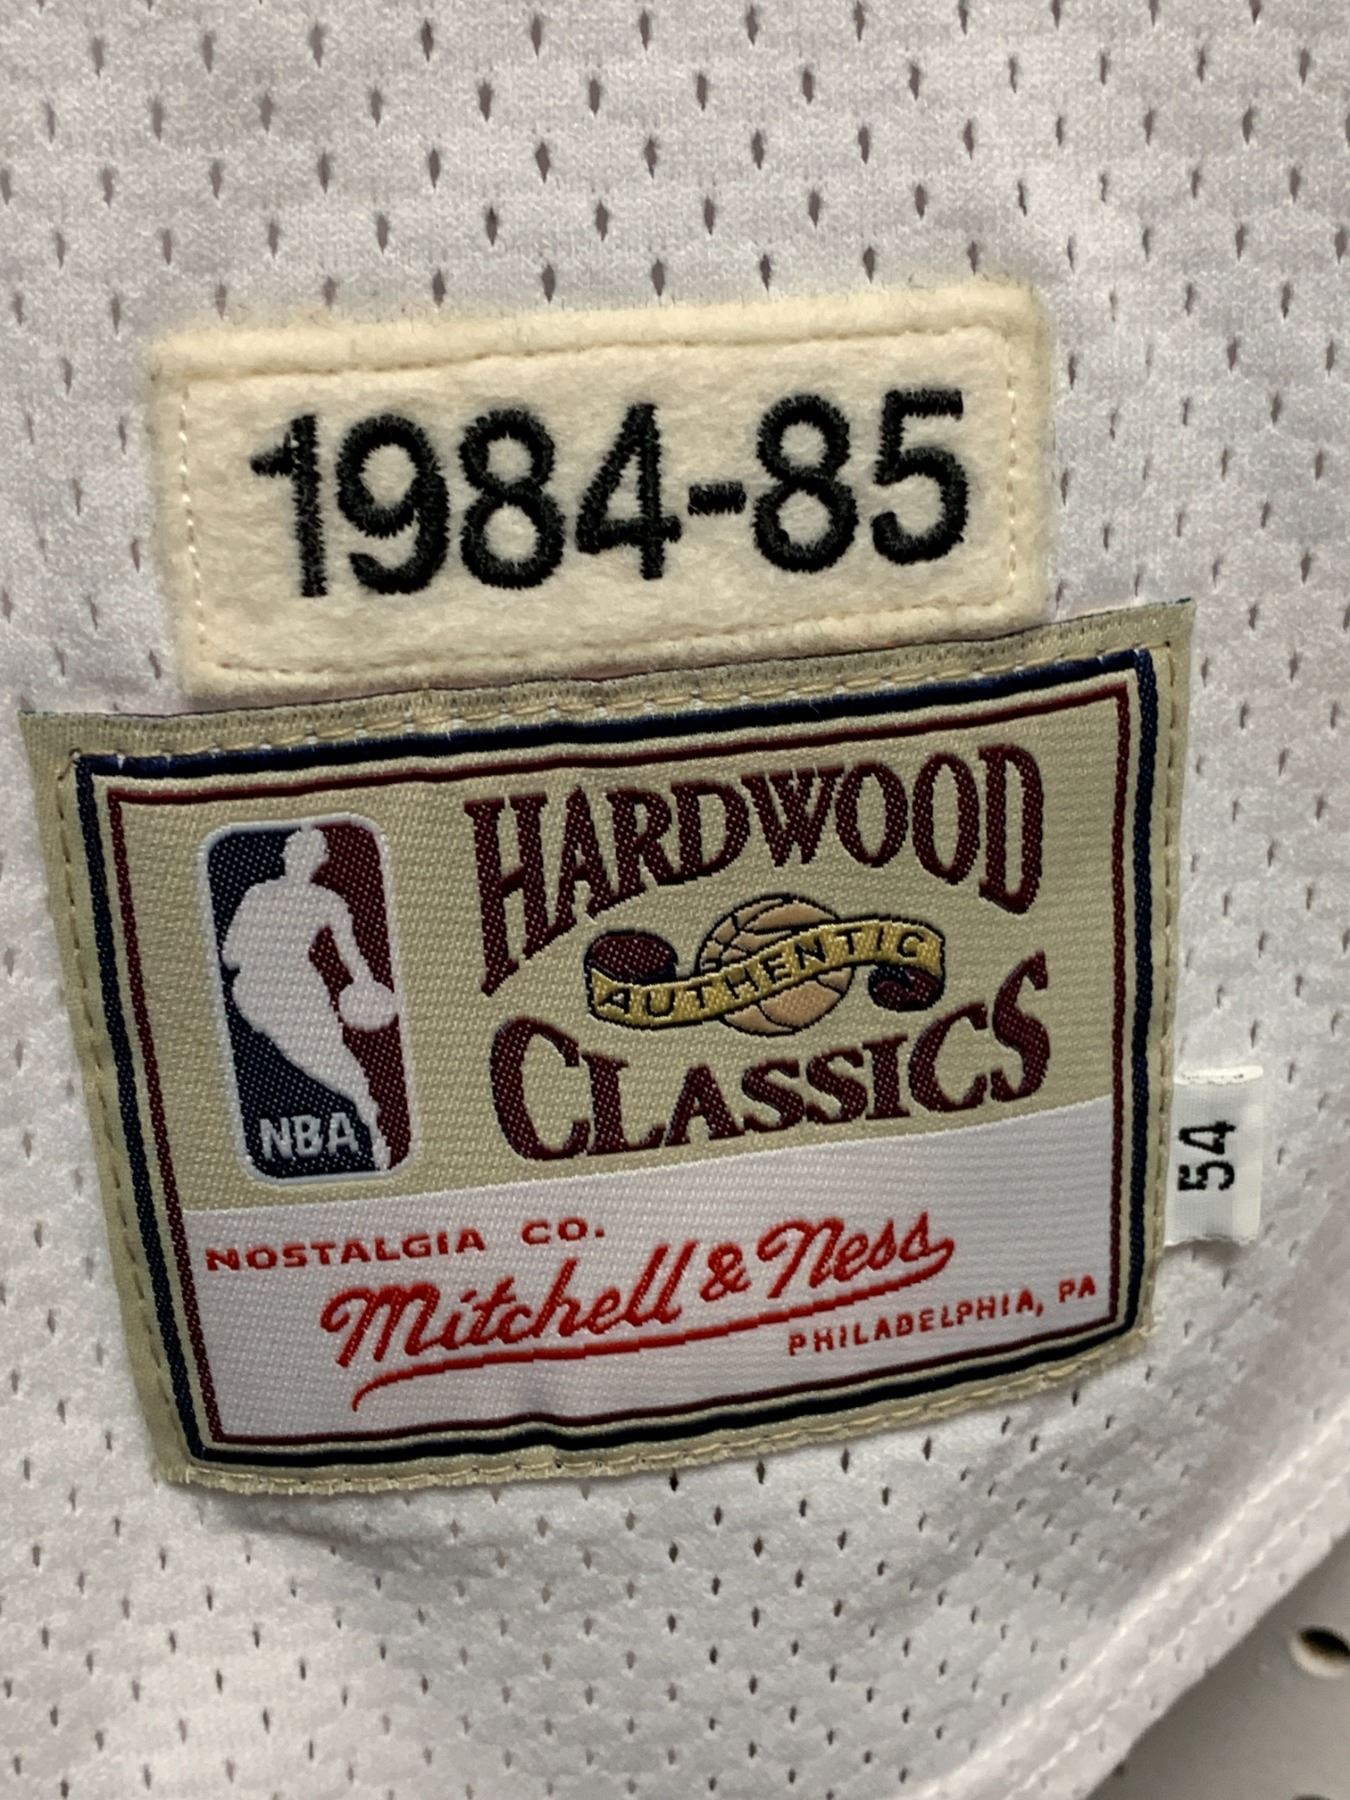 1984-85
HARDWOOD
AUTHENTIC
CLASSICS
NBA
54
NOSTALGIA CO.
Mitchell & Ness
PHILADELPHIA, PA